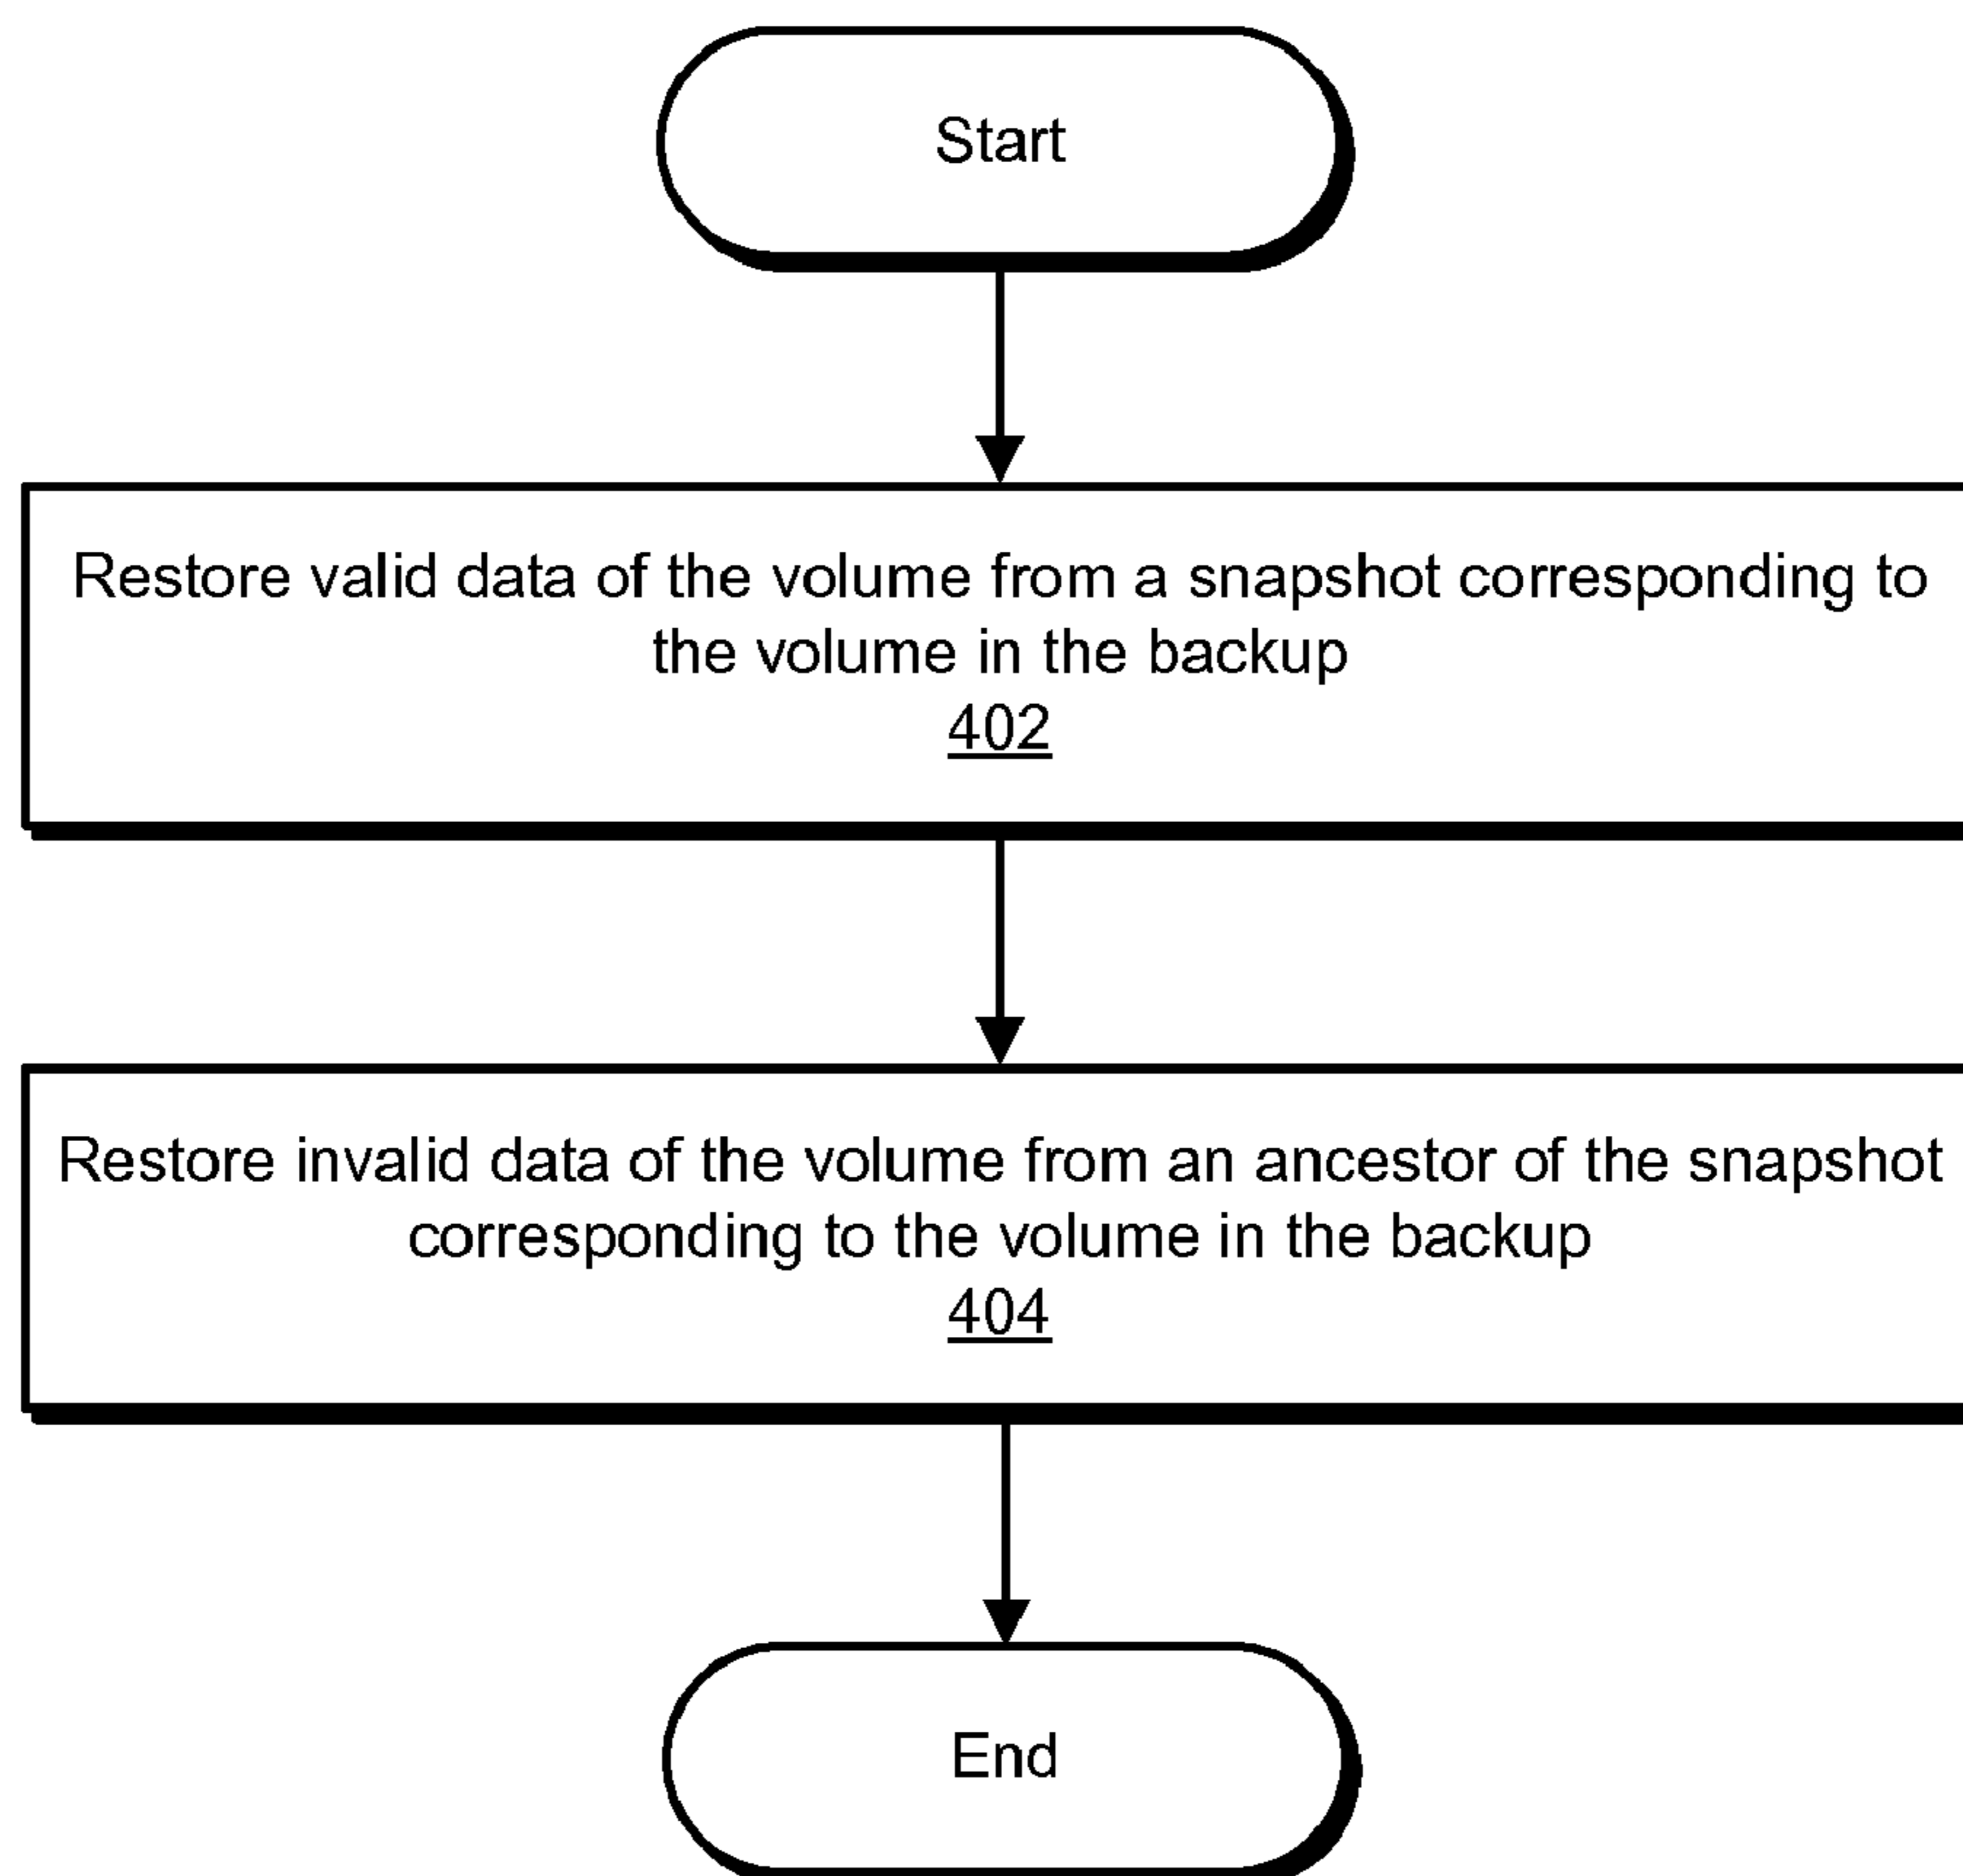 Start
Restore valid data of the volume from a snapshot corresponding to
the volume in the backup
402
Restore invalid data of the volume from an ancestor of the snapshot
corresponding to the volume in the backup
404
End